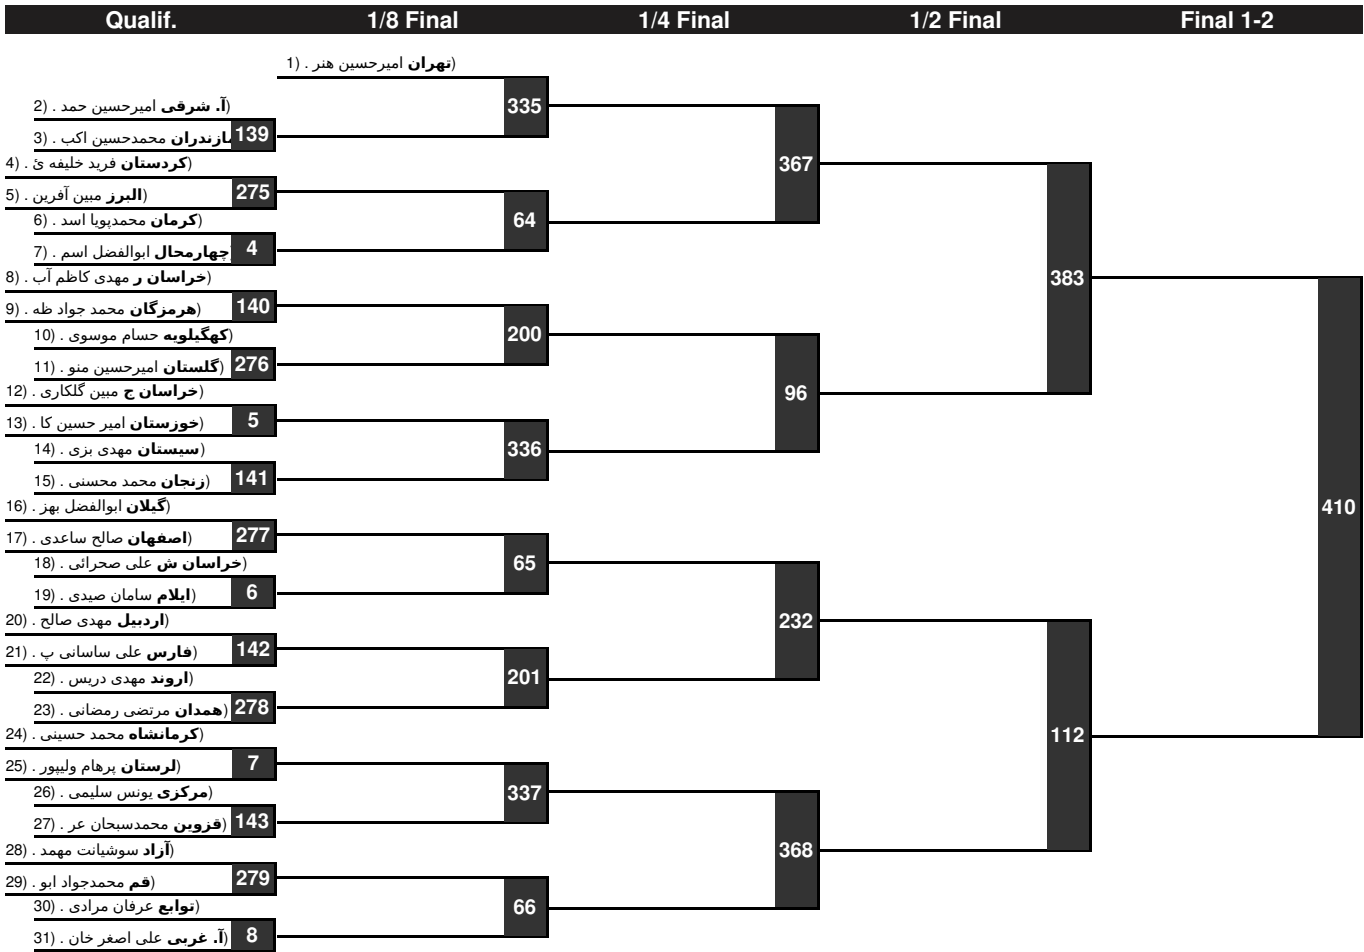 Qualif. 1/8 Final 1/4 Final 1/2 Final Final 1-2
1) . امیرحسین هنر (تهران
2) . امیرحسین حمد (آ. شرقی
335
3) . محمدحسین اکب مازندران
139
4) . فرید خلیفه ئ (کردستان
367
5) . مبین آفرین (البرز
275
6) . محمدپویا اسد (کرمان
64
7) . ابوالفضل اسم (چهارمحال
4
8) . مهدی کاظم آب (خراسان ر
383
9) . محمد جواد ظه (هرمزگان
140
10) . حسام موسوی (کهگیلویه
200
11) . امیرحسین منو (گلستان
276
12) . مبین گلکاری (خراسان ج
96
13) . امیر حسین کا (خوزستان
5
14) . مهدی بزی (سیستان
336
15) . محمد محسنی (زنجان
141
16) . ابوالفضل بهز (گیلان
410
17) . صالح ساعدی (اصفهان
277
18) . علی صحرائی (خراسان ش
65
19) . سامان صیدی (ایلام
6
20) . مهدی صالح (اردبیل
232
21) . علی ساسانی پ (فارس
142
22) . مهدی دریس (اروند
201
23) . مرتضی رمضانی (همدان
278
24) . محمد حسینی (کرمانشاه
112
25) . پرهام ولیپور (لرستان
7
26) . یونس سلیمی (مرکزی
337
27) . محمدسبحان عر (قزوین
143
28) . سوشیانت مهمد (آزاد
368
29) . محمدجواد ابو (قم
279
30) . عرفان مرادی (توابع
66
31) . علی اصغر خان (آ. غربی
8